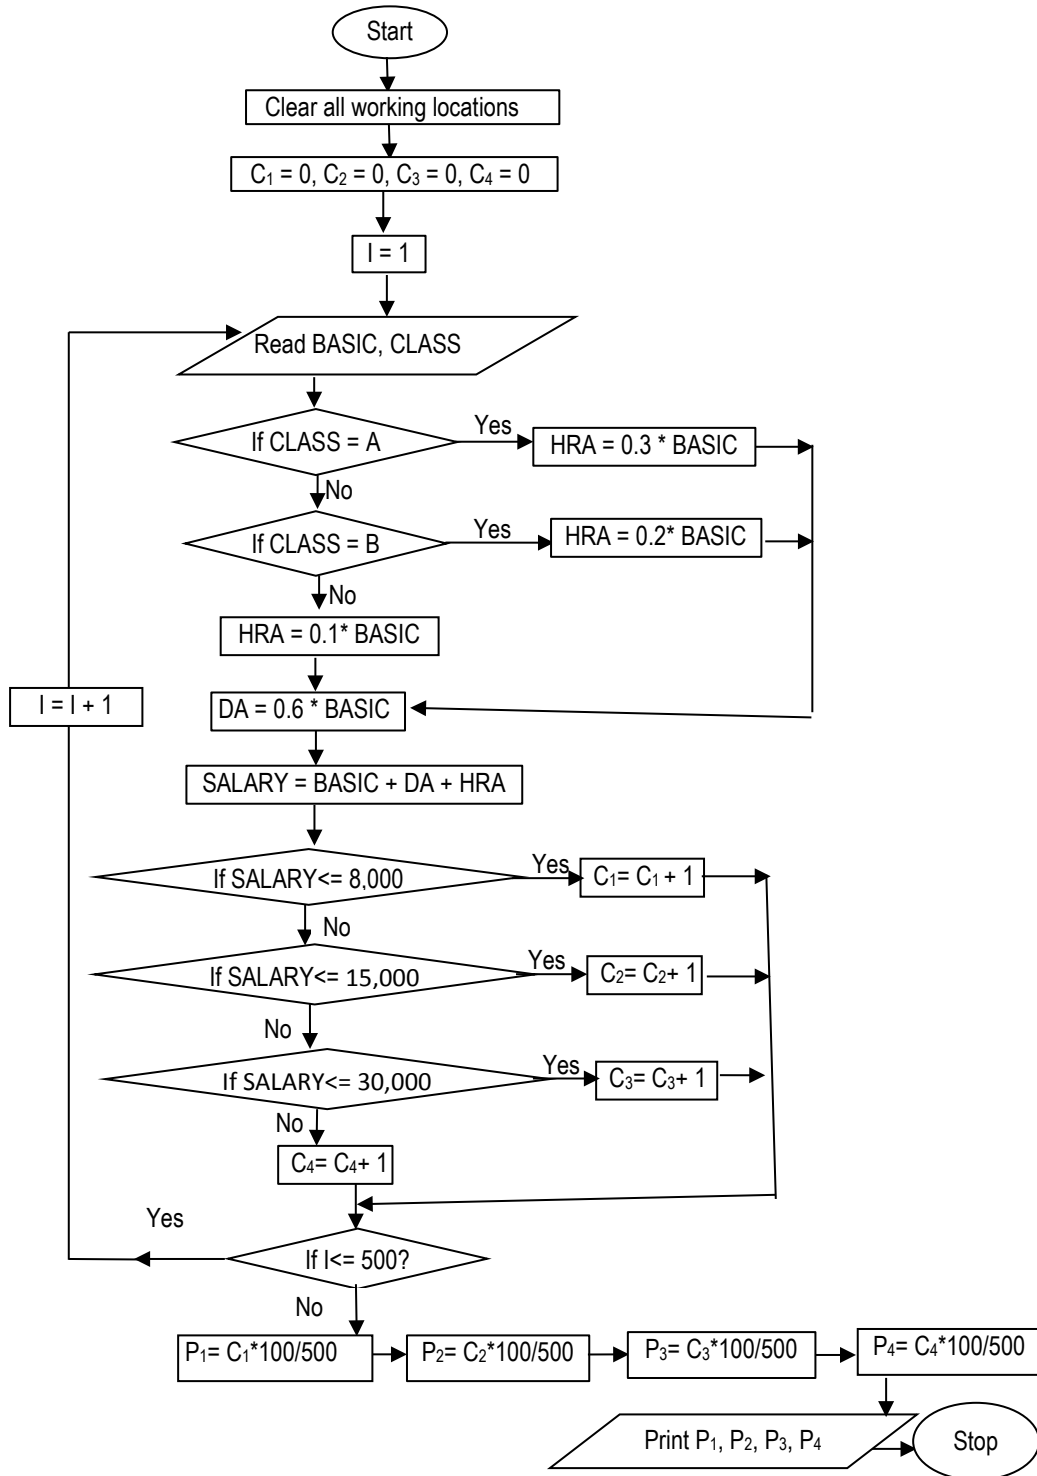 Start
Clear all working locations
C₁ = 0, C₂ = 0, C₃ = 0, C₄ = 0
I = 1
Read BASIC, CLASS
If CLASS = A
Yes
HRA = 0.3 * BASIC
No
If CLASS = B
Yes
HRA = 0.2* BASIC
No
HRA = 0.1* BASIC
I = I + 1
DA = 0.6 * BASIC
SALARY = BASIC + DA + HRA
If SALARY<= 8,000
Yes
C₁= C₁ + 1
No
If SALARY<= 15,000
Yes
C₂= C₂+ 1
No
If SALARY<= 30,000
Yes
C₃= C₃+ 1
No
C₄= C₄+ 1
Yes
If I<= 500?
No
P₁= C₁*100/500
P₂= C₂*100/500
P₃= C₃*100/500
P₄= C₄*100/500
Print P₁, P₂, P₃, P₄
Stop